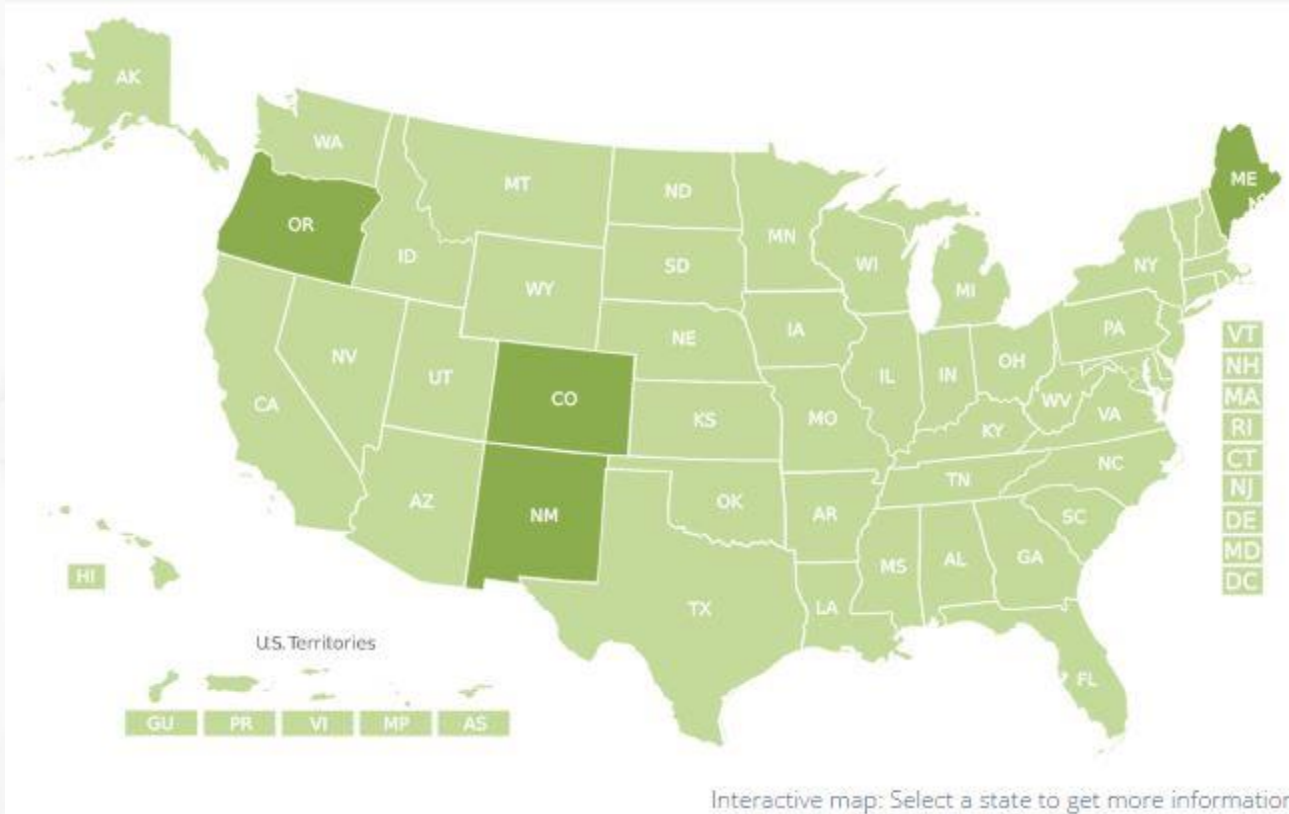 AK
WA
ME
MT
ND
OR
MN
ID
SD
WI
NY
WY
MI
IA
PA
NE
NV
OH
UT
IL
IN
CO
CA
WV
VA
KS
MO
KY
NC
TN
AZ
OK
NM
AR
SC
MS
AL
GA
TX
LA
HI
FL
VT
NH
MA
RI
CT
NJ
DE
MD
DC
U.S. Territories
GU PR VI MP AS
Interactive map: Select a state to get more information